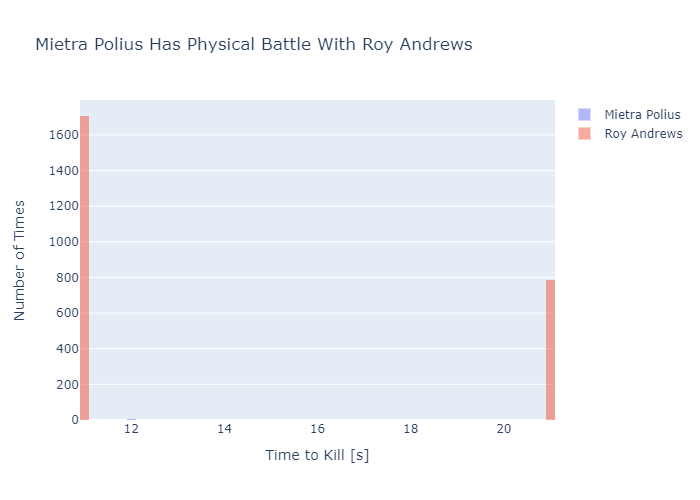 Mietra Polius Has Physical Battle With Roy Andrews
Mietra Polius
Roy Andrews
Number of Times
1600
1400
1200
1000
800
600
400
200
0
12 14 16 18 20
Time to Kill [s]